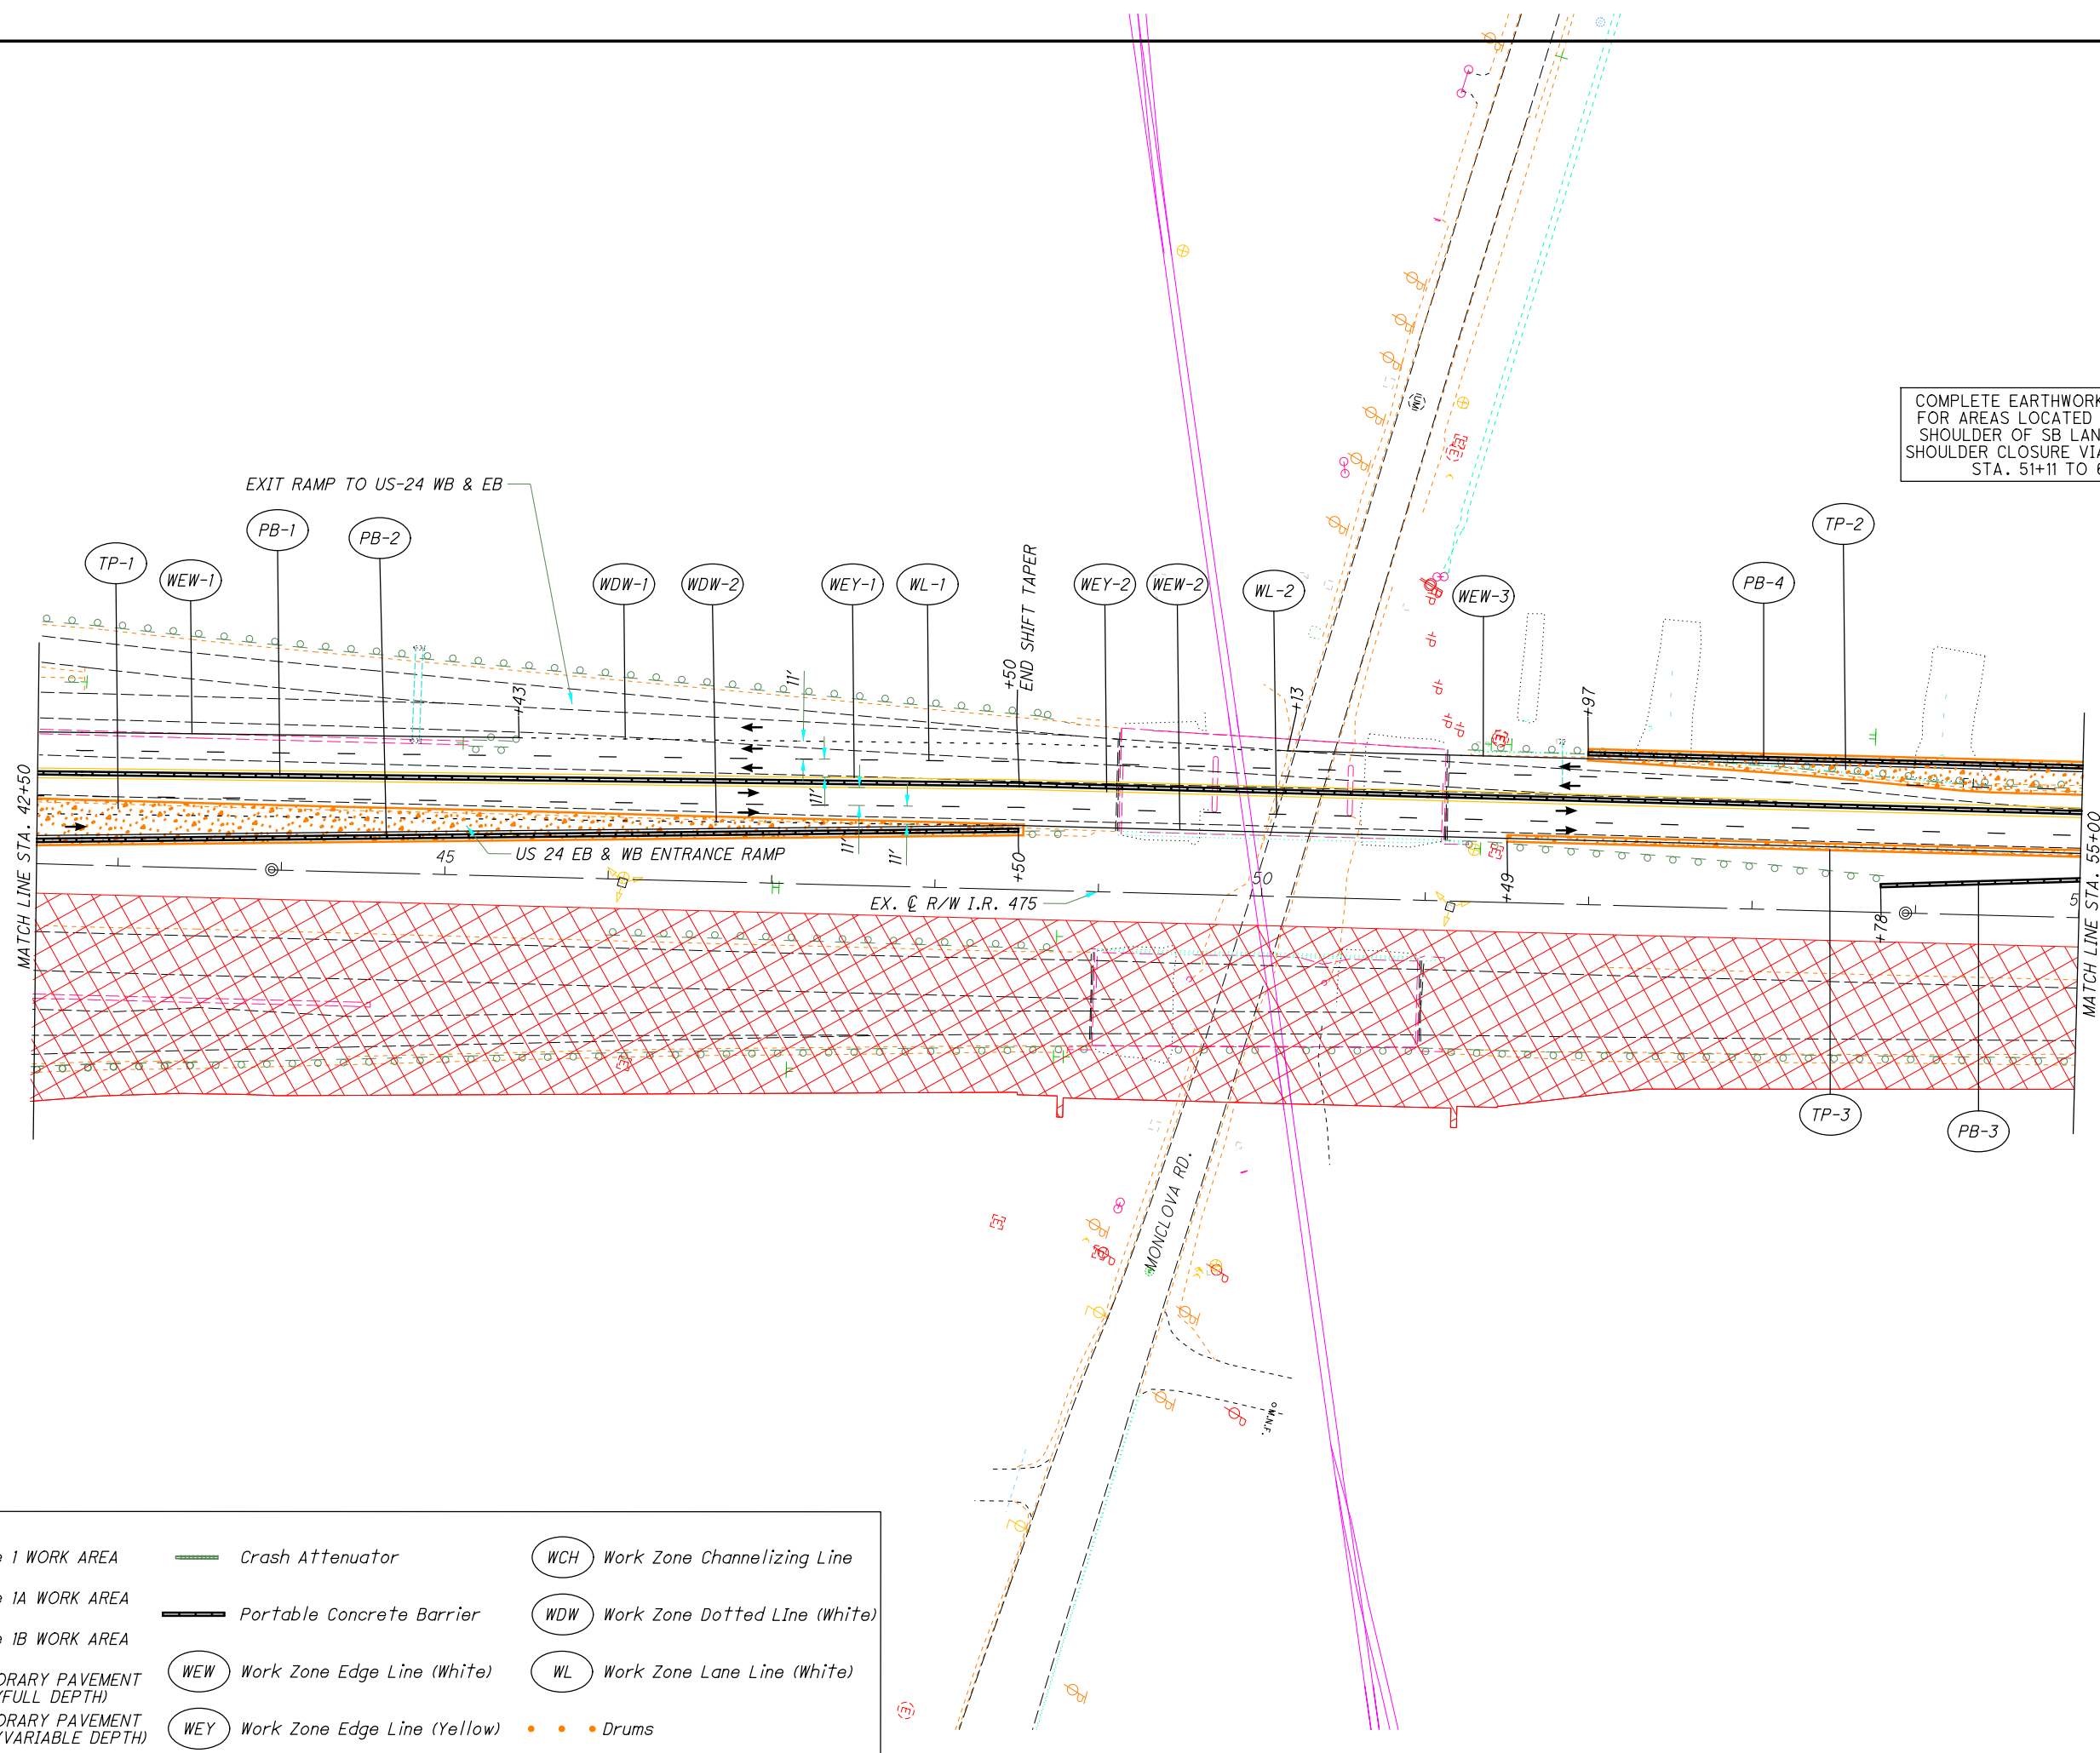 COMPLETE EARTHWORK
FOR AREAS LOCATED
SHOULDER OF SB LAN
SHOULDER CLOSURE VIA
STA. 51+11 TO 6
EXIT RAMP TO US-24 WB & EB
TP-1
WEW-1
PB-1
PB-2
WDW-1
WDW-2
WEY-1
WL-1
+50
END SHIFT TAPER
WEY-2
WEW-2
WL-2
WEW-3
PB-4
TP-2
+43
11'
+13
+97
11'
11'
11'
MATCH LINE STA. 42+50
45
US 24 EB & WB ENTRANCE RAMP
+50
50
+49
EX. ℄ R/W I.R. 475
+78
5
MATCH LINE STA. 55+00
TP-3
PB-3
MONCLOVA RD.
M.N.F.
(E)
e 1 WORK AREA
e 1A WORK AREA
e 1B WORK AREA
ORARY PAVEMENT
(FULL DEPTH)
ORARY PAVEMENT
(VARIABLE DEPTH)
Crash Attenuator
Portable Concrete Barrier
WEW Work Zone Edge Line (White)
WEY Work Zone Edge Line (Yellow)
WCH Work Zone Channelizing Line
WDW Work Zone Dotted LIne (White)
WL Work Zone Lane Line (White)
Drums